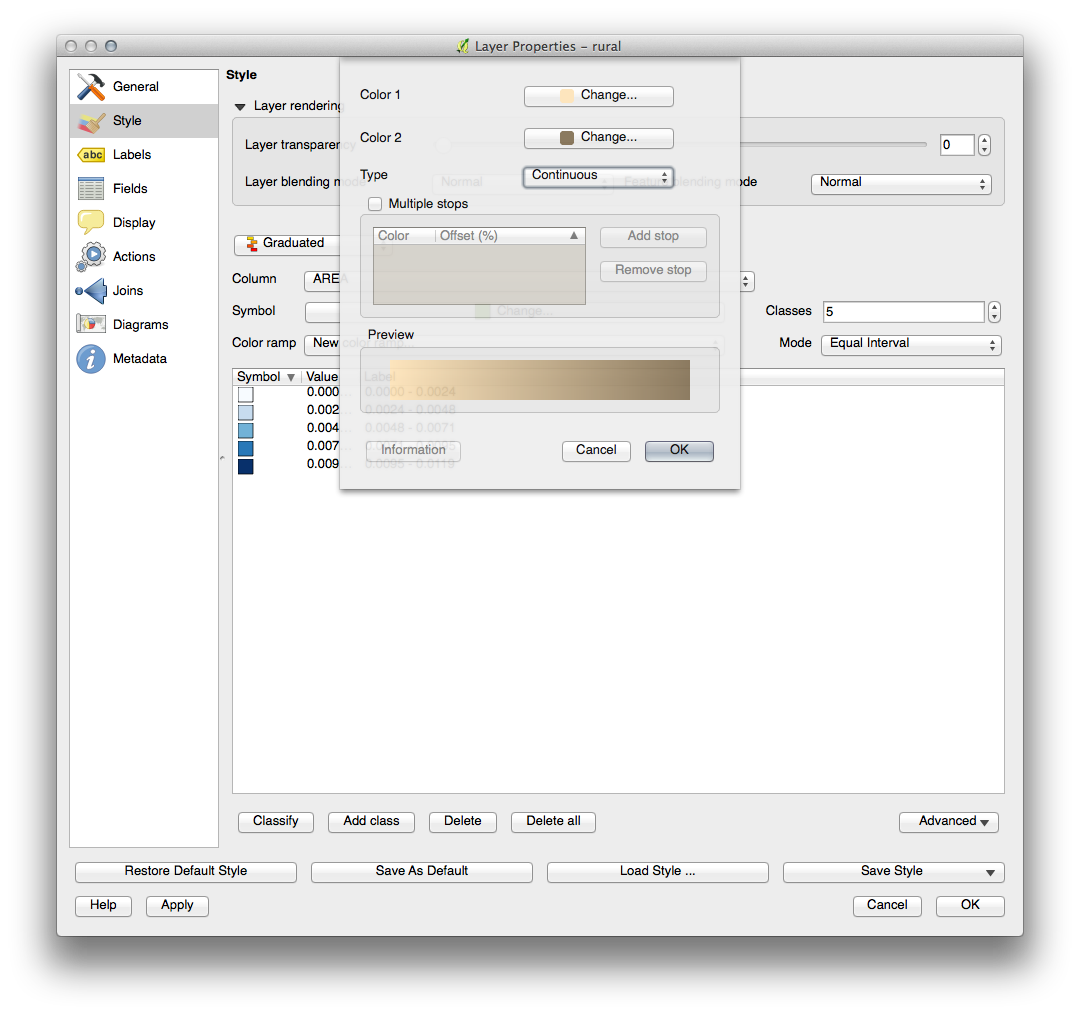 Layer Properties – rural
General
Style
Labels
Fields
Display
Actions
Joins
Diagrams
Metadata
Style
Layer rendering
Layer transparency 0
Layer blending mode Normal Feature blending mode Normal
Graduated
Column AREA
Symbol Change... Classes 5
Color ramp New color ramp... Mode Equal Interval
Symbol Value Label
0.000... 0.0000 - 0.0024
0.002... 0.0024 - 0.0048
0.004... 0.0048 - 0.0071
0.007...
0.009... 0.0095 - 0.0119
Color 1 Change...
Color 2 Change...
Type Continuous
Multiple stops
Color Offset (%) Add stop
Remove stop
Preview
Information Cancel OK
Classify Add class Delete Delete all Advanced
Restore Default Style Save As Default Load Style ... Save Style
Help Apply Cancel OK
abc